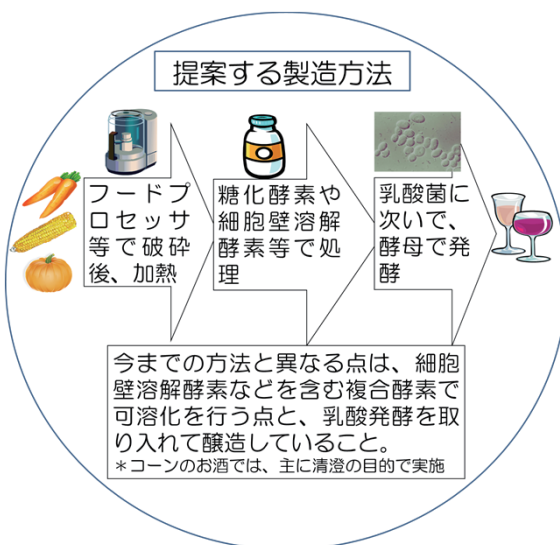 提案する製造方法
フードプ
ロセッサ
等で破砕
後、加熱
糖化酵素や
細胞壁溶解
酵素等で処
理
乳酸菌に
次いで、
酵母で発
酵
今までの方法と異なる点は、細胞
壁溶解酵素などを含む複合酵素で
可溶化を行う点と、乳酸発酵を取
り入れて醸造していること。
＊コーンのお酒では、主に清澄の目的で実施